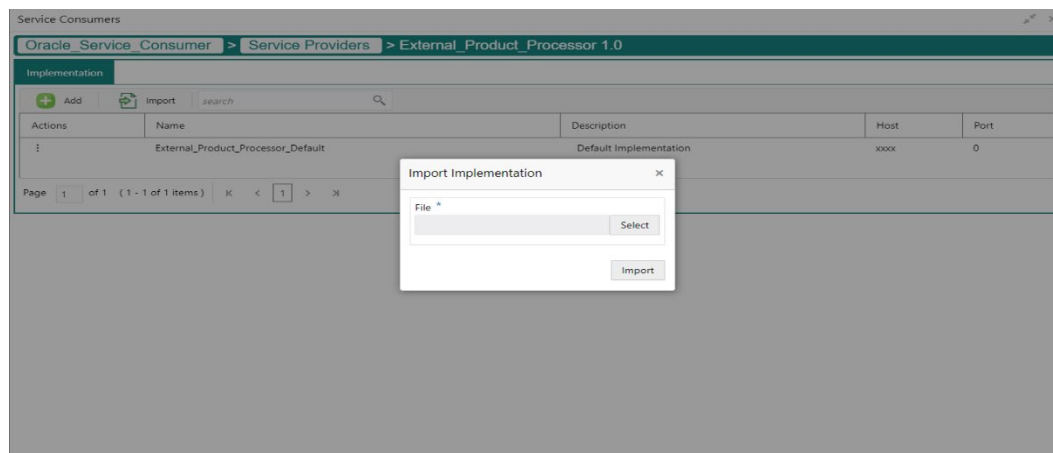 Service Consumers
Oracle_Service_Consumer > Service Providers > External_Product_Processor 1.0
Implementation
Add Import search
Actions Name Description Host Port
External_Product_Processor_Default Default Implementation xxxx 0
Page 1 of 1 (1 - 1 of 1 items) K < 1 > >|
Import Implementation ×
File *
Select
Import